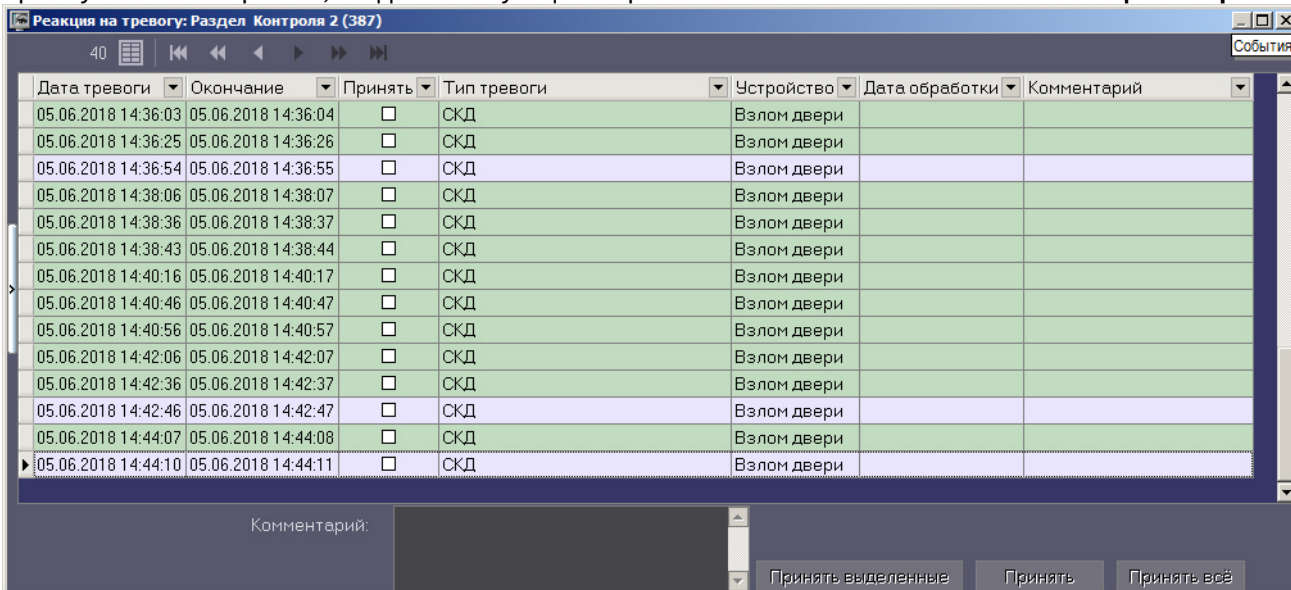 Реакция на тревогу: Раздел Контроля 2 (387)
События
40
Дата тревоги Окончание Принять Тип тревоги Устройство Дата обработки Комментарий
05.06.2018 14:36:03 05.06.2018 14:36:04 СКД Взлом двери
05.06.2018 14:36:25 05.06.2018 14:36:26 СКД Взлом двери
05.06.2018 14:36:54 05.06.2018 14:36:55 СКД Взлом двери
05.06.2018 14:38:06 05.06.2018 14:38:07 СКД Взлом двери
05.06.2018 14:38:36 05.06.2018 14:38:37 СКД Взлом двери
05.06.2018 14:38:43 05.06.2018 14:38:44 СКД Взлом двери
05.06.2018 14:40:16 05.06.2018 14:40:17 СКД Взлом двери
05.06.2018 14:40:46 05.06.2018 14:40:47 СКД Взлом двери
05.06.2018 14:40:56 05.06.2018 14:40:57 СКД Взлом двери
05.06.2018 14:42:06 05.06.2018 14:42:07 СКД Взлом двери
05.06.2018 14:42:36 05.06.2018 14:42:37 СКД Взлом двери
05.06.2018 14:42:46 05.06.2018 14:42:47 СКД Взлом двери
05.06.2018 14:44:07 05.06.2018 14:44:08 СКД Взлом двери
05.06.2018 14:44:10 05.06.2018 14:44:11 СКД Взлом двери
Комментарий:
Принять выделенные Принять Принять всё